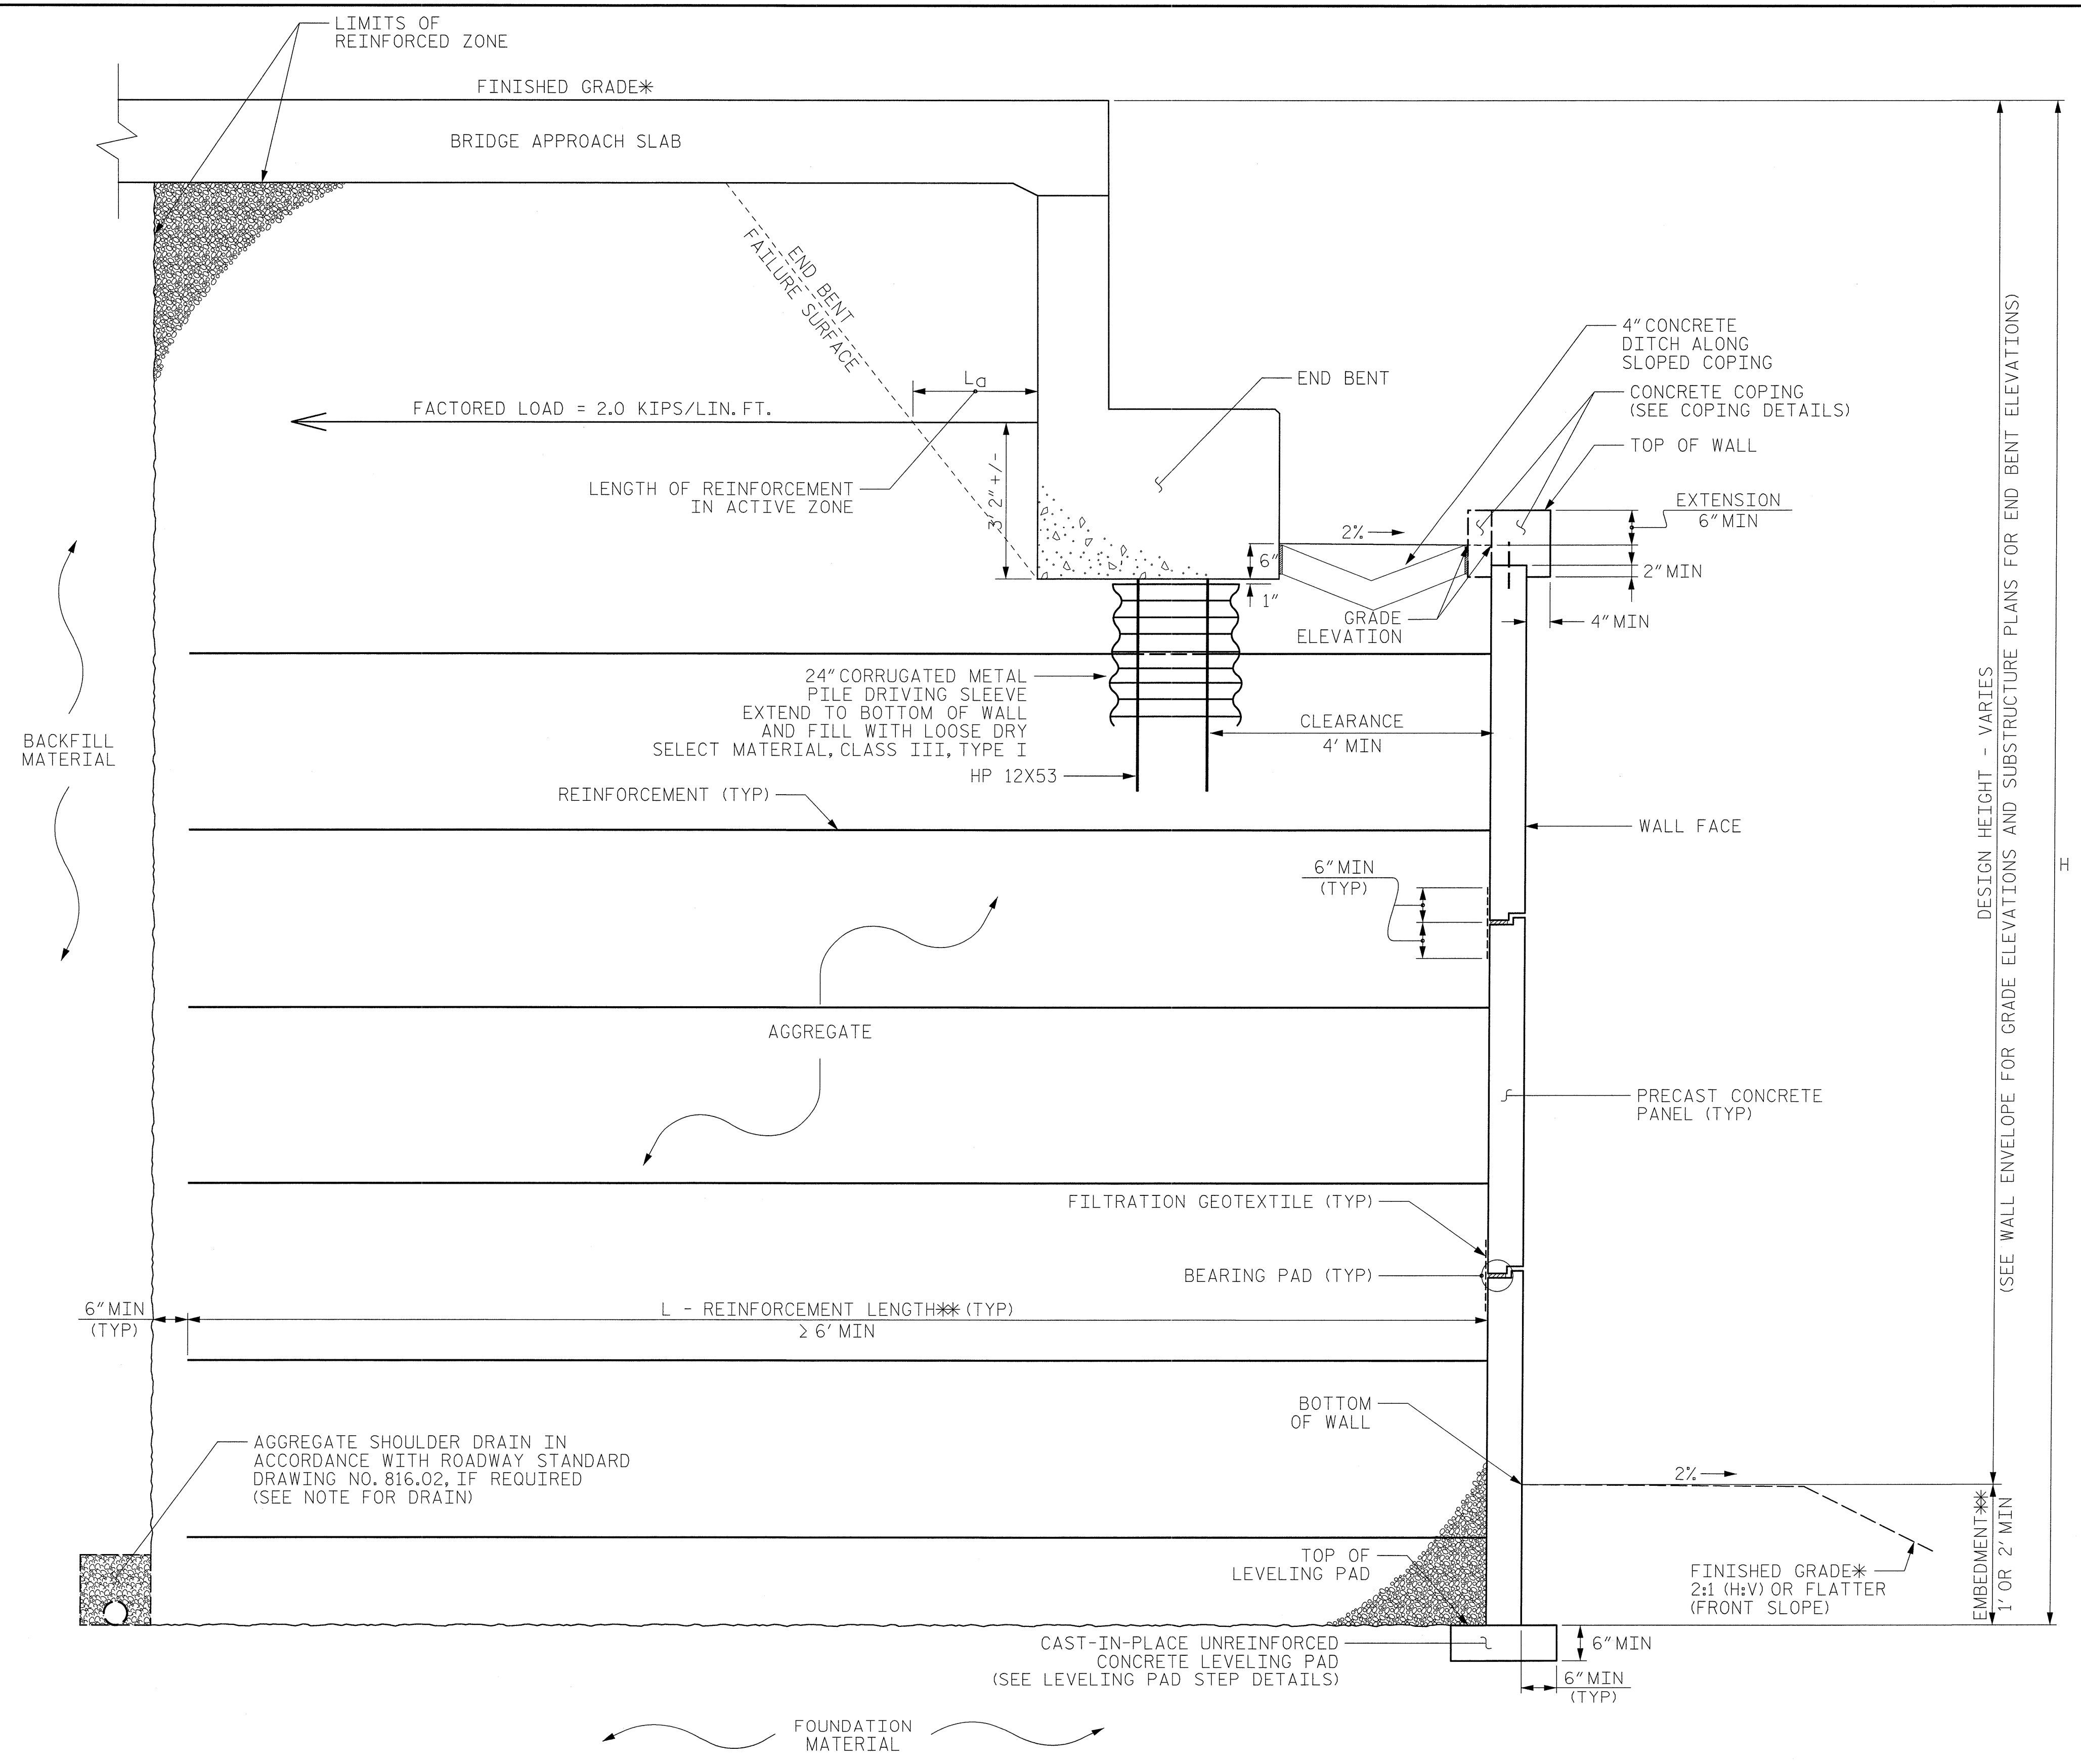 LIMITS OF
REINFORCED ZONE
FINISHED GRADE*
BRIDGE APPROACH SLAB
END BENT
FAILURE SURFACE
4" CONCRETE
DITCH ALONG
SLOPED COPING
La
END BENT
CONCRETE COPING
(SEE COPING DETAILS)
FACTORED LOAD = 2.0 KIPS/LIN. FT.
TOP OF WALL
3' 2" +/-
LENGTH OF REINFORCEMENT
IN ACTIVE ZONE
EXTENSION
6" MIN
2%
6"
2" MIN
1"
GRADE
ELEVATION
4" MIN
24" CORRUGATED METAL
PILE DRIVING SLEEVE
EXTEND TO BOTTOM OF WALL
AND FILL WITH LOOSE DRY
SELECT MATERIAL, CLASS III, TYPE I
CLEARANCE
4' MIN
BACKFILL
MATERIAL
HP 12X53
REINFORCEMENT (TYP)
WALL FACE
DESIGN HEIGHT - VARIES
(SEE WALL ENVELOPE FOR GRADE ELEVATIONS AND SUBSTRUCTURE PLANS FOR END BENT ELEVATIONS)
H
6" MIN
(TYP)
AGGREGATE
PRECAST CONCRETE
PANEL (TYP)
FILTRATION GEOTEXTILE (TYP)
BEARING PAD (TYP)
6" MIN
(TYP)
L - REINFORCEMENT LENGTH** (TYP)
≥ 6' MIN
BOTTOM
OF WALL
AGGREGATE SHOULDER DRAIN IN
ACCORDANCE WITH ROADWAY STANDARD
DRAWING NO. 816.02, IF REQUIRED
(SEE NOTE FOR DRAIN)
2%
EMBEDMENT**
1' OR 2' MIN
TOP OF
LEVELING PAD
FINISHED GRADE*
2:1 (H:V) OR FLATTER
(FRONT SLOPE)
CAST-IN-PLACE UNREINFORCED
CONCRETE LEVELING PAD
(SEE LEVELING PAD STEP DETAILS)
6" MIN
6" MIN
(TYP)
FOUNDATION
MATERIAL